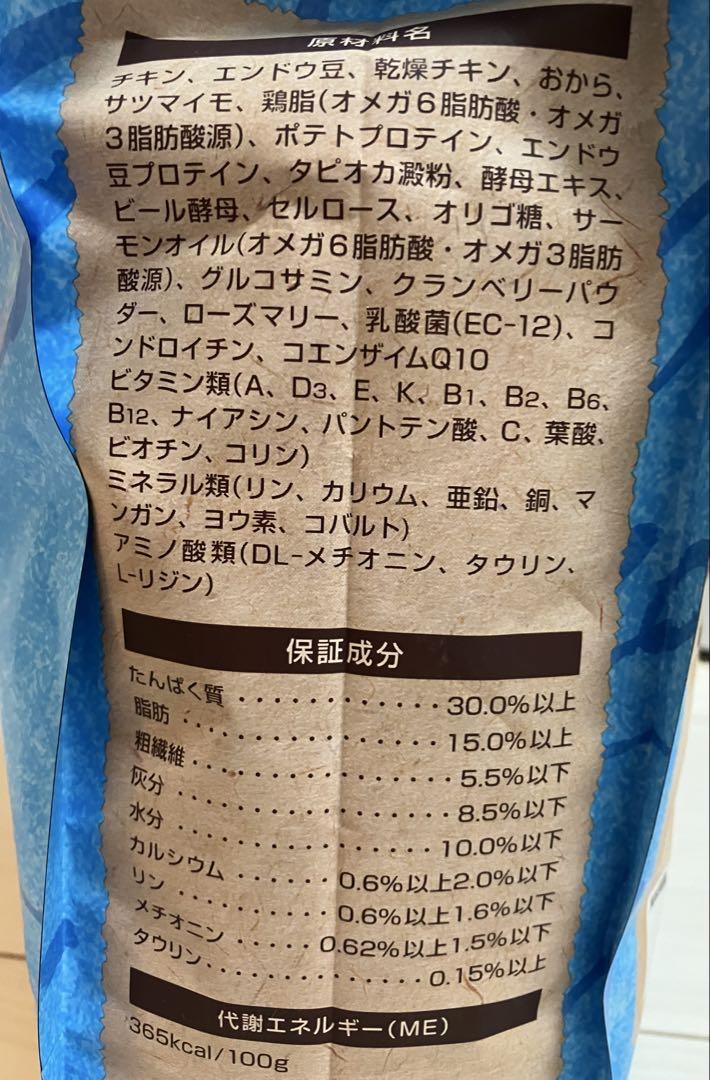 原材料名
チキン、エンドウ豆、乾燥チキン、おから、
サツマイモ、鶏脂(オメガ6脂肪酸・オメガ
3脂肪酸源)、ポテトプロテイン、エンドウ
豆プロテイン、タピオカ澱粉、酵母エキス、
ビール酵母、セルロース、オリゴ糖、サー
モンオイル(オメガ6脂肪酸・オメガ3脂肪
酸源)、グルコサミン、クランベリーパウ
ダー、ローズマリー、乳酸菌(EC-12)、コ
ンドロイチン、コエンザイムQ10
ビタミン類(A、D3、E、K、B1、B2、B6、
B12、ナイアシン、パントテン酸、C、葉酸、
ビオチン、コリン)
ミネラル類(リン、カリウム、亜鉛、銅、マ
ンガン、ヨウ素、コバルト)
アミノ酸類(DL-メチオニン、タウリン、
L-リジン)
保証成分
たんぱく質・・・・・・・・・・・・30.0%以上
脂肪・・・・・・・・・・・・・・・15.0%以上
粗繊維・・・・・・・・・・・・・・5.5%以下
灰分・・・・・・・・・・・・・・・8.5%以下
水分・・・・・・・・・・・・・・・10.0%以下
カルシウム・・・・・・0.6%以上2.0%以下
リン・・・・・・・・・0.6%以上1.6%以下
メチオニン・・・・・0.62%以上1.5%以下
タウリン・・・・・・・・・・・・・0.15%以上
代謝エネルギー(ME)
365kcal/100g